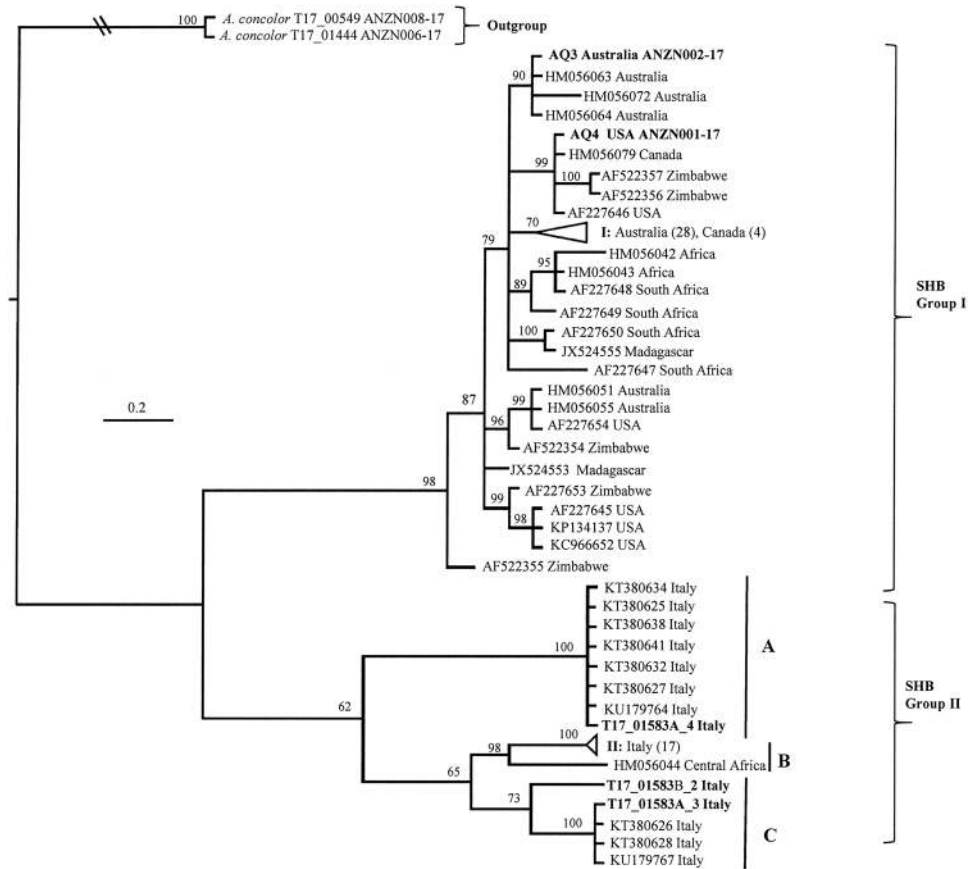 100
A. concolor T17_00549 ANZN008-17
A. concolor T17_01444 ANZN006-17
Outgroup
AQ3 Australia ANZN002-17
90
HM056063 Australia
HM056072 Australia
HM056064 Australia
AQ4 USA ANZN001-17
99
HM056079 Canada
100
AF522357 Zimbabwe
AF522356 Zimbabwe
AF227646 USA
70
I: Australia (28), Canada (4)
79
HM056042 Africa
95
HM056043 Africa
89
AF227648 South Africa
AF227649 South Africa
100
AF227650 South Africa
JX524555 Madagascar
AF227647 South Africa
SHB
Group I
0.2
87
HM056051 Australia
99
HM056055 Australia
96
AF227654 USA
AF522354 Zimbabwe
JX524553 Madagascar
98
99
AF227653 Zimbabwe
AF227645 USA
98
KP134137 USA
KC966652 USA
AF522355 Zimbabwe
KT380634 Italy
KT380625 Italy
KT380638 Italy
100
KT380641 Italy
A
KT380632 Italy
KT380627 Italy
KU179764 Italy
T17_01583A_4 Italy
SHB
Group II
62
100
II: Italy (17)
98
B
HM056044 Central Africa
65
T17_01583B_2 Italy
73
T17_01583A_3 Italy
100
KT380626 Italy
KT380628 Italy
C
KU179767 Italy